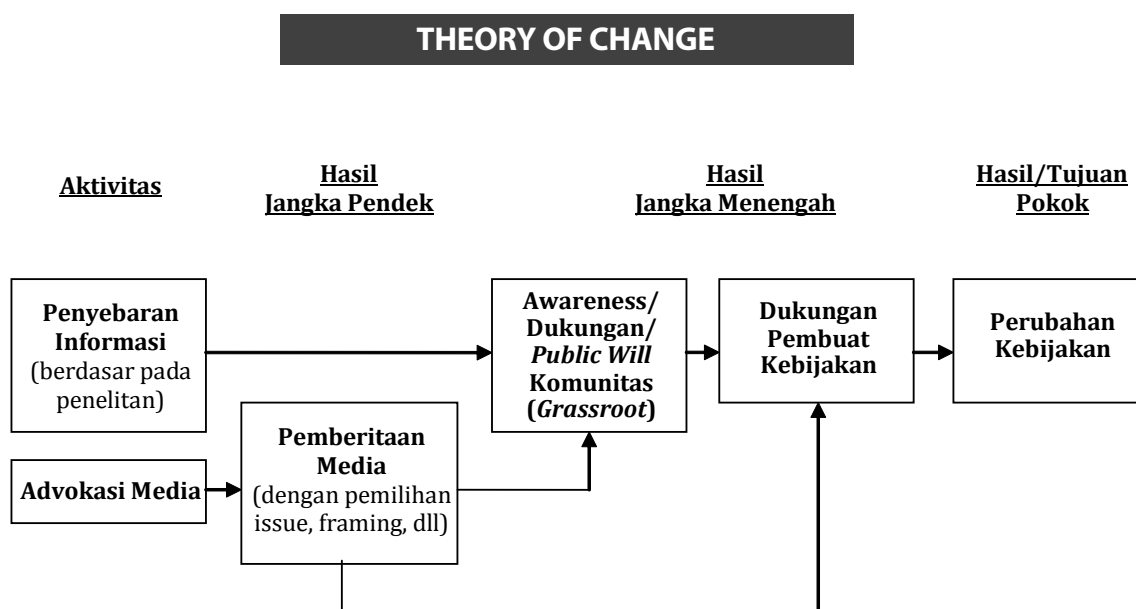 THEORY OF CHANGE
Aktivitas
Hasil
Jangka Pendek
Hasil
Jangka Menengah
Hasil/Tujuan
Pokok
Penyebaran
Informasi
(berdasar pada
penelitan)
Advokasi Media
Pemberitaan
Media
(dengan pemilihan
issue, framing, dll)
Awareness/
Dukungan/
Public Will
Komunitas
(Grassroot)
Dukungan
Pembuat
Kebijakan
Perubahan
Kebijakan